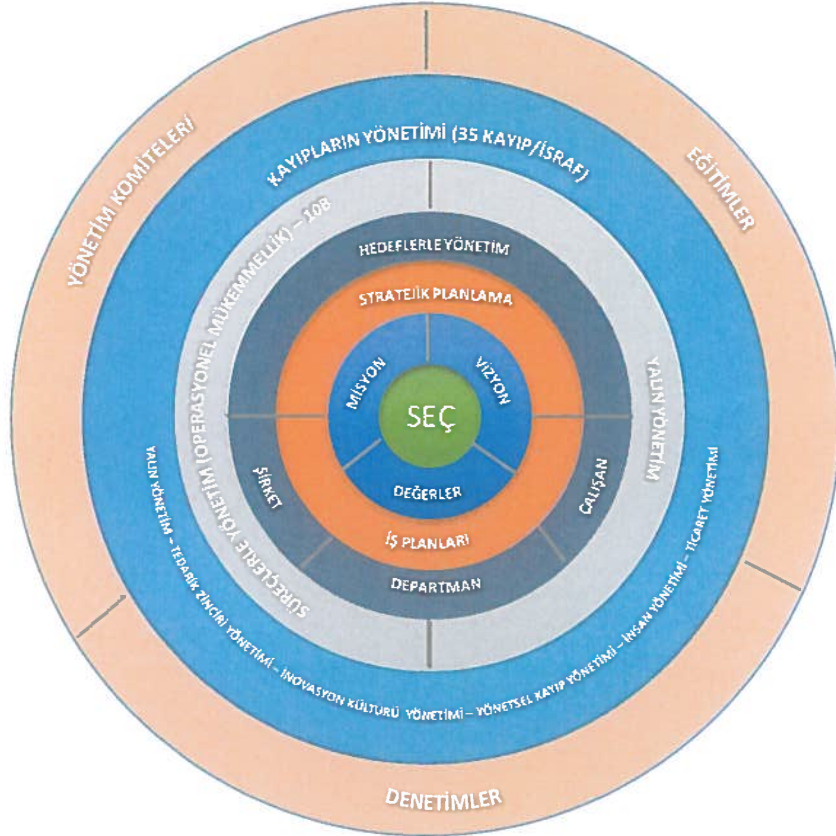 YÖNETİM KOMİTELERİ
EĞİTİMLER
KAYIPLARIN YÖNETİMİ (35 KAYIP/İSRAF)
SÜREÇLERLE YÖNETİM (OPERASYONEL MÜKEMMELLİK) – 10B
YALIN YÖNETİM
HEDEFLERLE YÖNETİM
STRATEJİK PLANLAMA
MİSYON
VİZYON
SEÇ
DEĞERLER
ŞİRKET
ÇALIŞAN
İŞ PLANLARI
DEPARTMAN
YALIN YÖNETİM – TEDARİK ZİNCİRİ YÖNETİMİ – İNOVASYON KÜLTÜRÜ YÖNETİMİ – YÖNETSEL KAYIP YÖNETİMİ – İNSAN YÖNETİMİ – TİCARET YÖNETİMİ
DENETİMLER